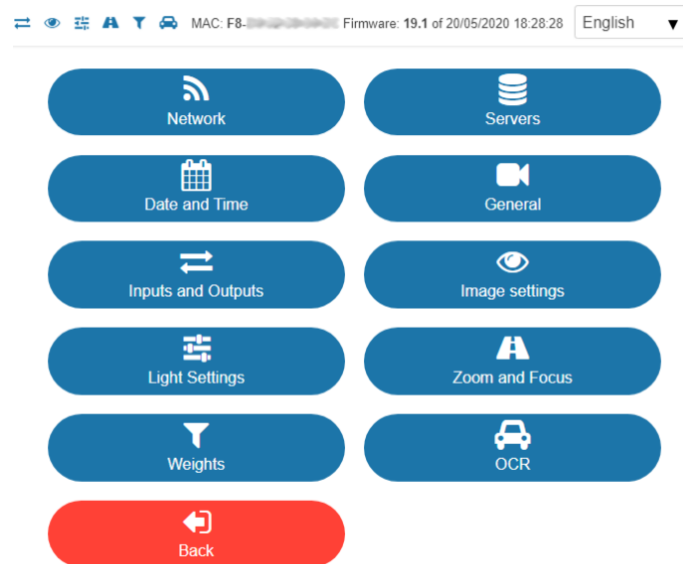 MAC: F8- Firmware: 19.1 of 20/05/2020 18:28:28 English
Network
Servers
Date and Time
General
Inputs and Outputs
Image settings
Light Settings
Zoom and Focus
Weights
OCR
Back